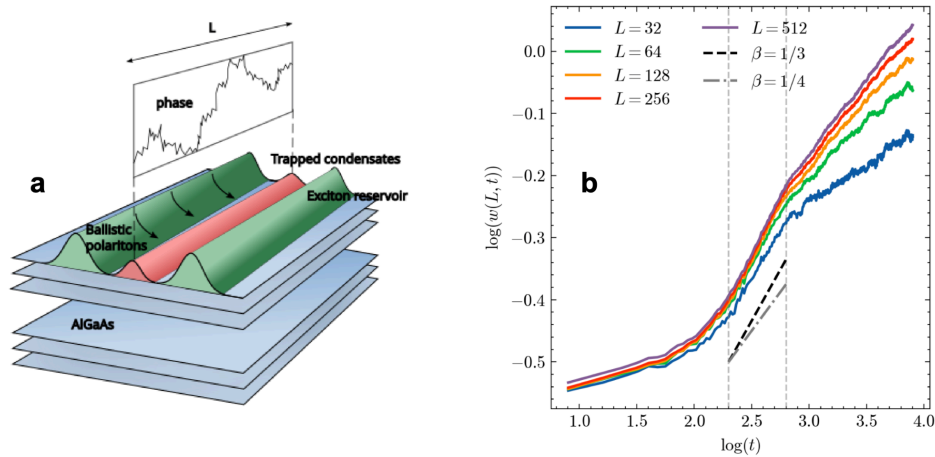 L
phase
a
Trapped condensates
Exciton reservoir
Ballistic
polaritons
AlGaAs
b
L = 32
L = 64
L = 128
L = 256
L = 512
β = 1/3
β = 1/4
log(w(L, t))
0.0
−0.1
−0.2
−0.3
−0.4
−0.5
1.0 1.5 2.0 2.5 3.0 3.5 4.0
log(t)